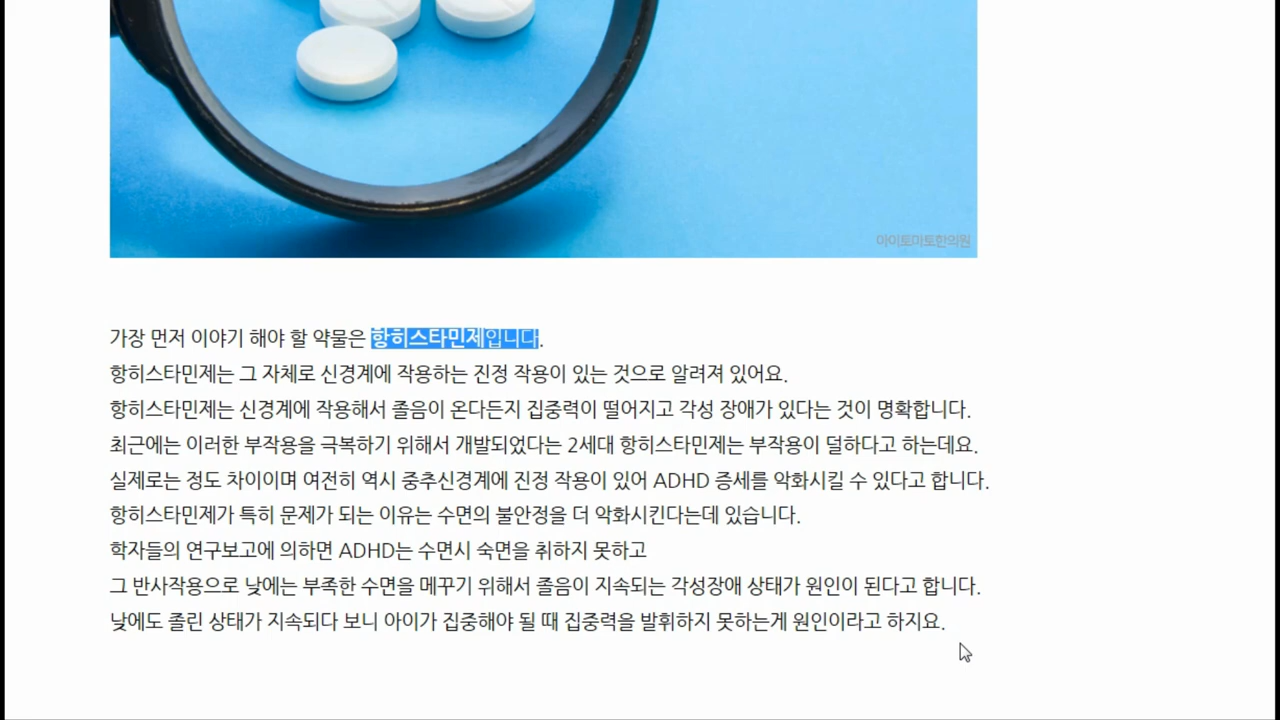 아이토마토한의원
가장 먼저 이야기 해야 할 약물은 항히스타민제입니다.
항히스타민제는 그 자체로 신경계에 작용하는 진정 작용이 있는 것으로 알려져 있어요.
항히스타민제는 신경계에 작용해서 졸음이 온다든지 집중력이 떨어지고 각성 장애가 있다는 것이 명확합니다.
최근에는 이러한 부작용을 극복하기 위해서 개발되었다는 2세대 항히스타민제는 부작용이 덜하다고 하는데요.
실제로는 정도 차이이며 여전히 역시 중추신경계에 진정 작용이 있어 ADHD 증세를 악화시킬 수 있다고 합니다.
항히스타민제가 특히 문제가 되는 이유는 수면의 불안정을 더 악화시킨다는데 있습니다.
학자들의 연구보고에 의하면 ADHD는 수면시 숙면을 취하지 못하고
그 반사작용으로 낮에는 부족한 수면을 메꾸기 위해서 졸음이 지속되는 각성장애 상태가 원인이 된다고 합니다.
낮에도 졸린 상태가 지속되다 보니 아이가 집중해야 될 때 집중력을 발휘하지 못하는게 원인이라고 하지요.